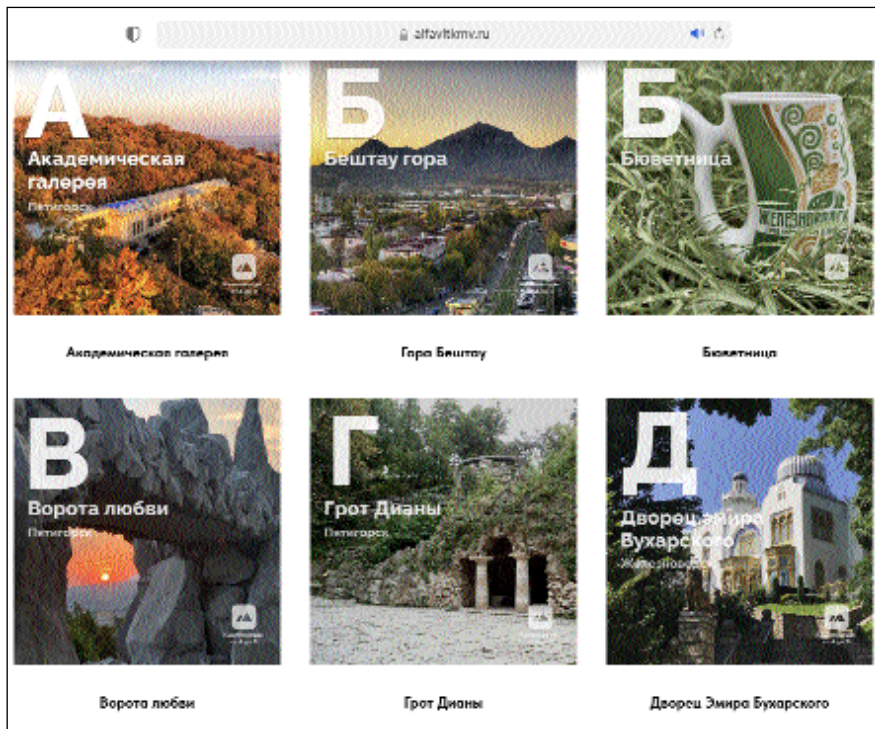 alfavitkmv.ru
А
Академическая
галерея
Пятигорск
Б
Бештау гора
Б
Бюветница
ЖЕЛЕЗНОВОДСК
Академическая галерея
Гора Бештау
Бюветница
В
Ворота любви
Пятигорск
Г
Грот Дианы
Пятигорск
Д
Дворец эмира
Бухарского
Железноводск
Ворота любви
Грот Дианы
Дворец Эмира Бухарского